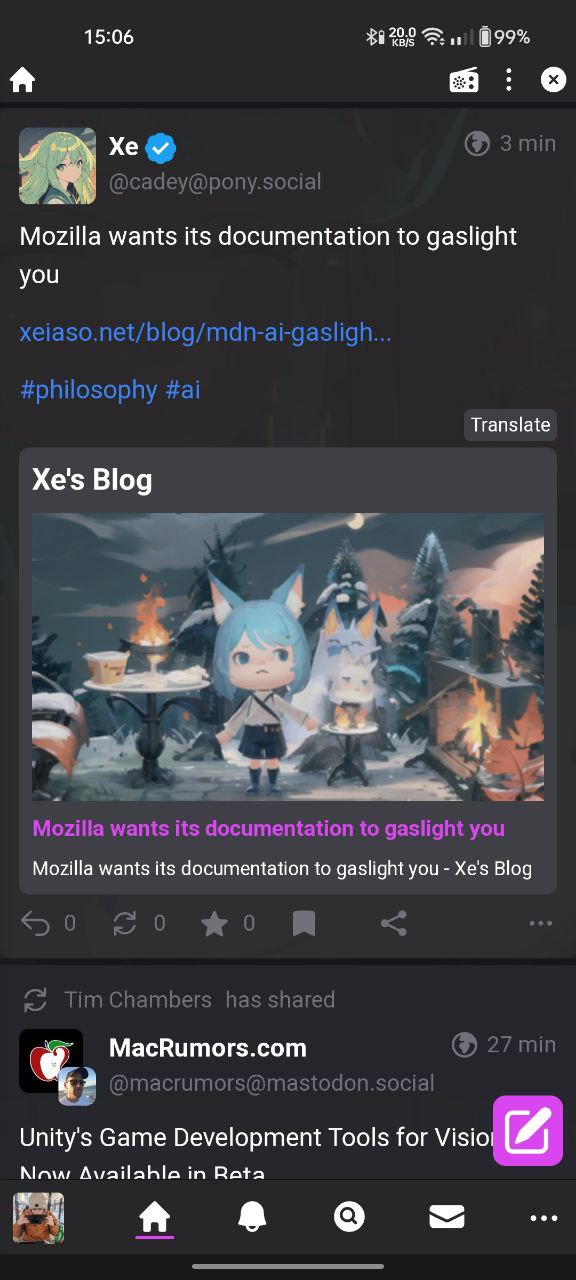 15:06
20.0
KB/S
99%
Xe
3 min
@cadey@pony.social
Mozilla wants its documentation to gaslight
you
xeiaso.net/blog/mdn-ai-gasligh...
#philosophy #ai
Translate
Xe's Blog
Mozilla wants its documentation to gaslight you
Mozilla wants its documentation to gaslight you - Xe's Blog
0
0
0
Tim Chambers has shared
MacRumors.com
27 min
@macrumors@mastodon.social
Unity's Game Development Tools for Vision
Now Available in Beta